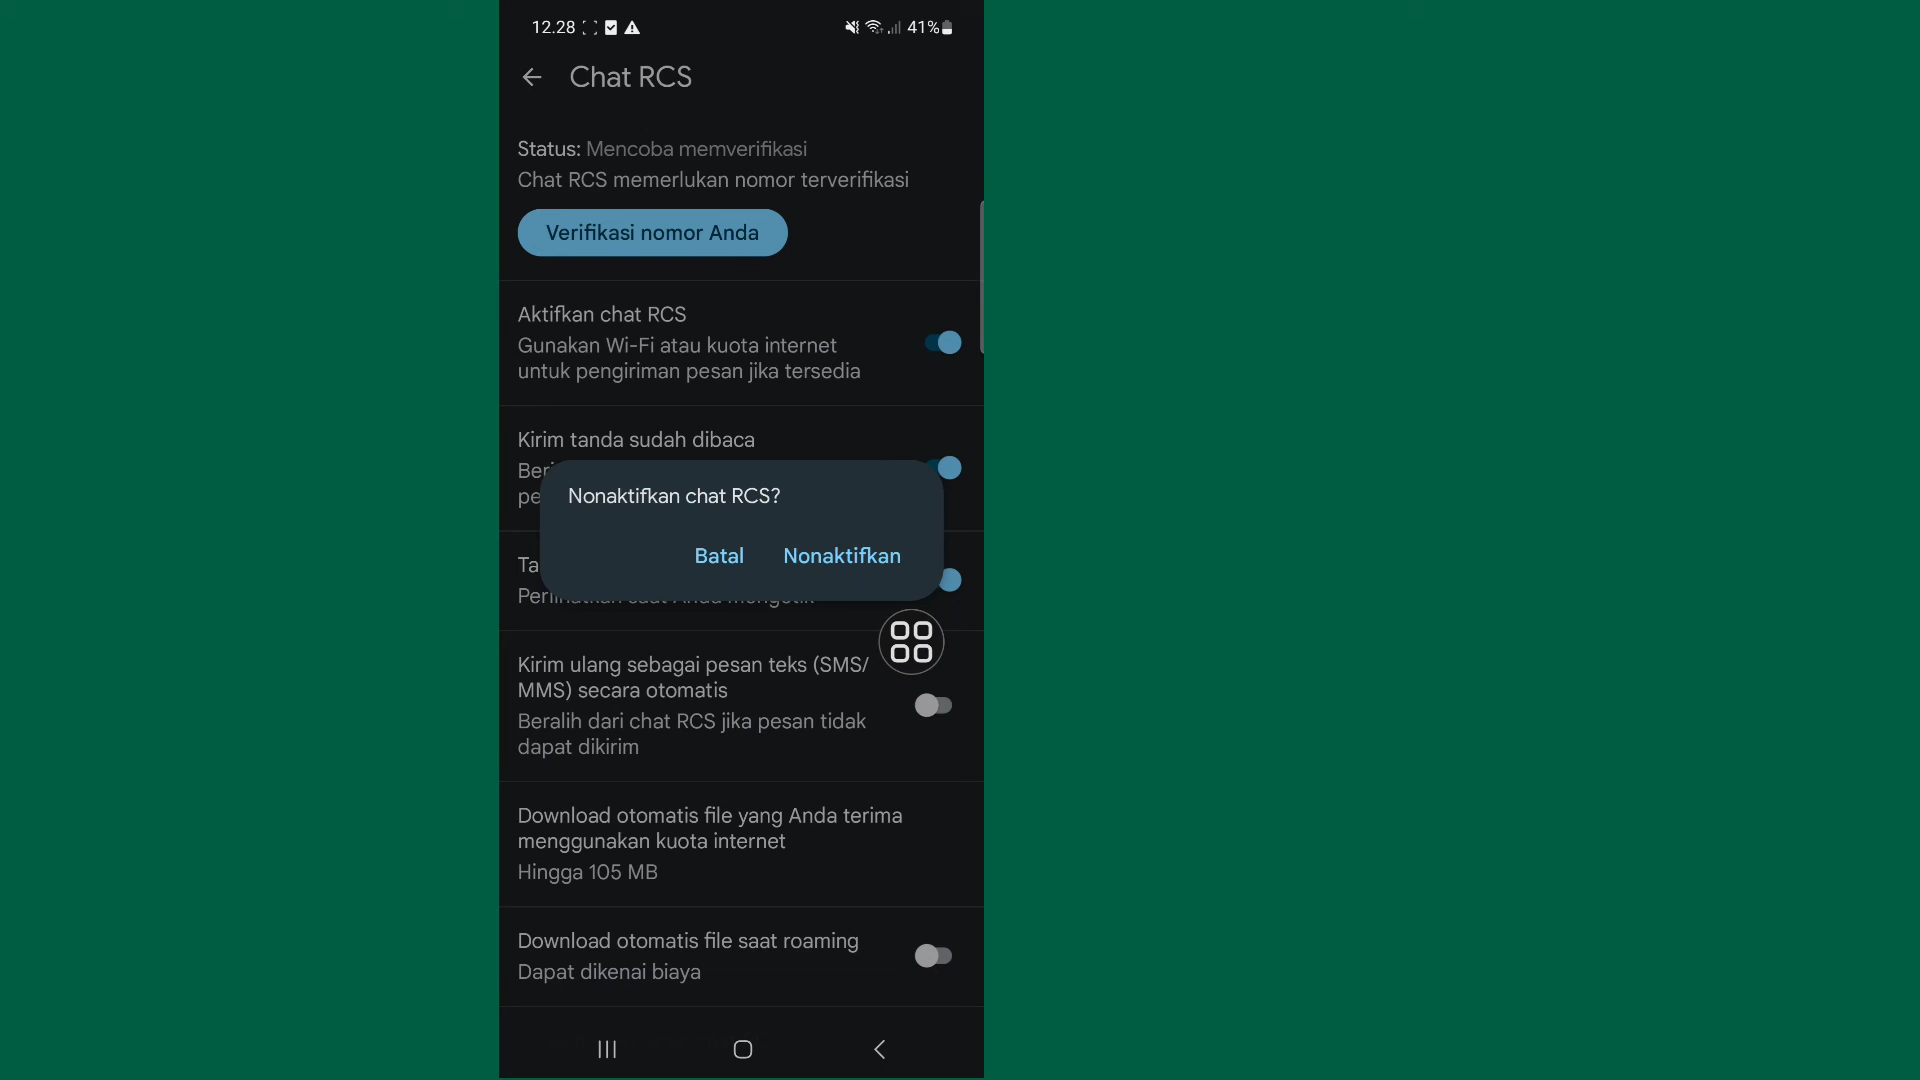 12.28
41%
Chat RCS
Status: Mencoba memverifikasi
Chat RCS memerlukan nomor terverifikasi
Verifikasi nomor Anda
Aktifkan chat RCS
Gunakan Wi-Fi atau kuota internet
untuk pengiriman pesan jika tersedia
Kirim tanda sudah dibaca
Nonaktifkan chat RCS?
Batal Nonaktifkan
Kirim ulang sebagai pesan teks (SMS/
MMS) secara otomatis
Beralih dari chat RCS jika pesan tidak
dapat dikirim
Download otomatis file yang Anda terima
menggunakan kuota internet
Hingga 105 MB
Download otomatis file saat roaming
Dapat dikenai biaya